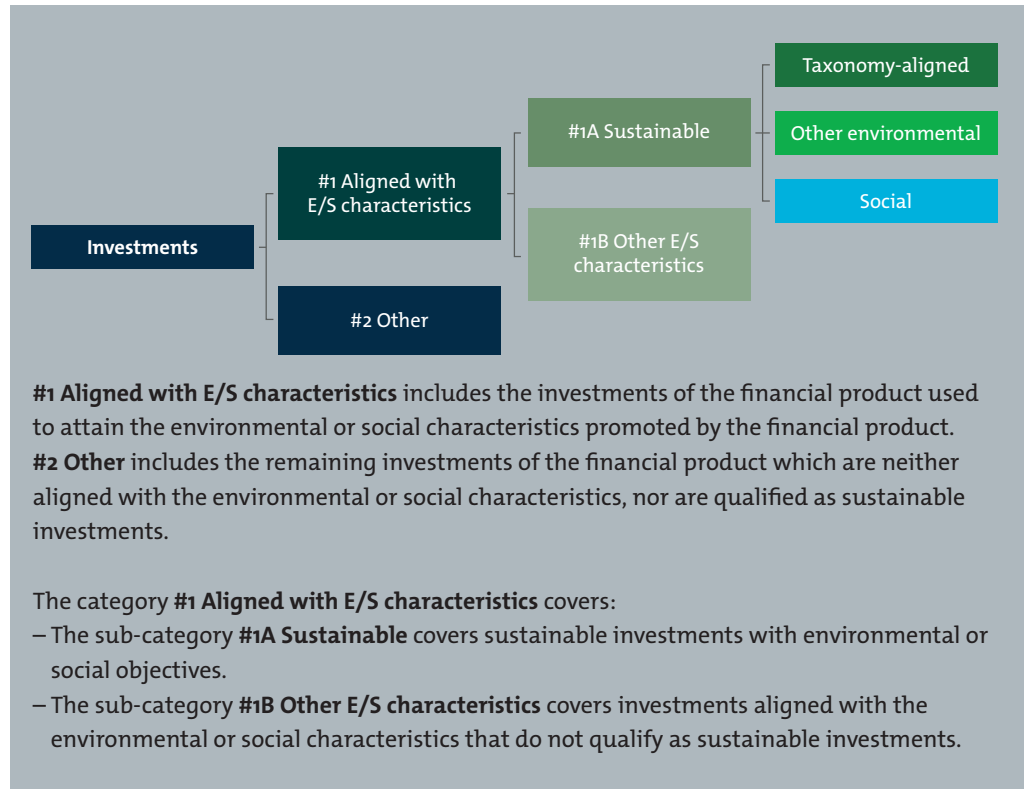 Taxonomy-aligned
#1A Sustainable
Other environmental
#1 Aligned with
E/S characteristics
Social
#1B Other E/S
characteristics
Investments
#2 Other
#1 Aligned with E/S characteristics includes the investments of the financial product used
to attain the environmental or social characteristics promoted by the financial product.
#2 Other includes the remaining investments of the financial product which are neither
aligned with the environmental or social characteristics, nor are qualified as sustainable
investments.
The category #1 Aligned with E/S characteristics covers:
– The sub-category #1A Sustainable covers sustainable investments with environmental or
social objectives.
– The sub-category #1B Other E/S characteristics covers investments aligned with the
environmental or social characteristics that do not qualify as sustainable investments.